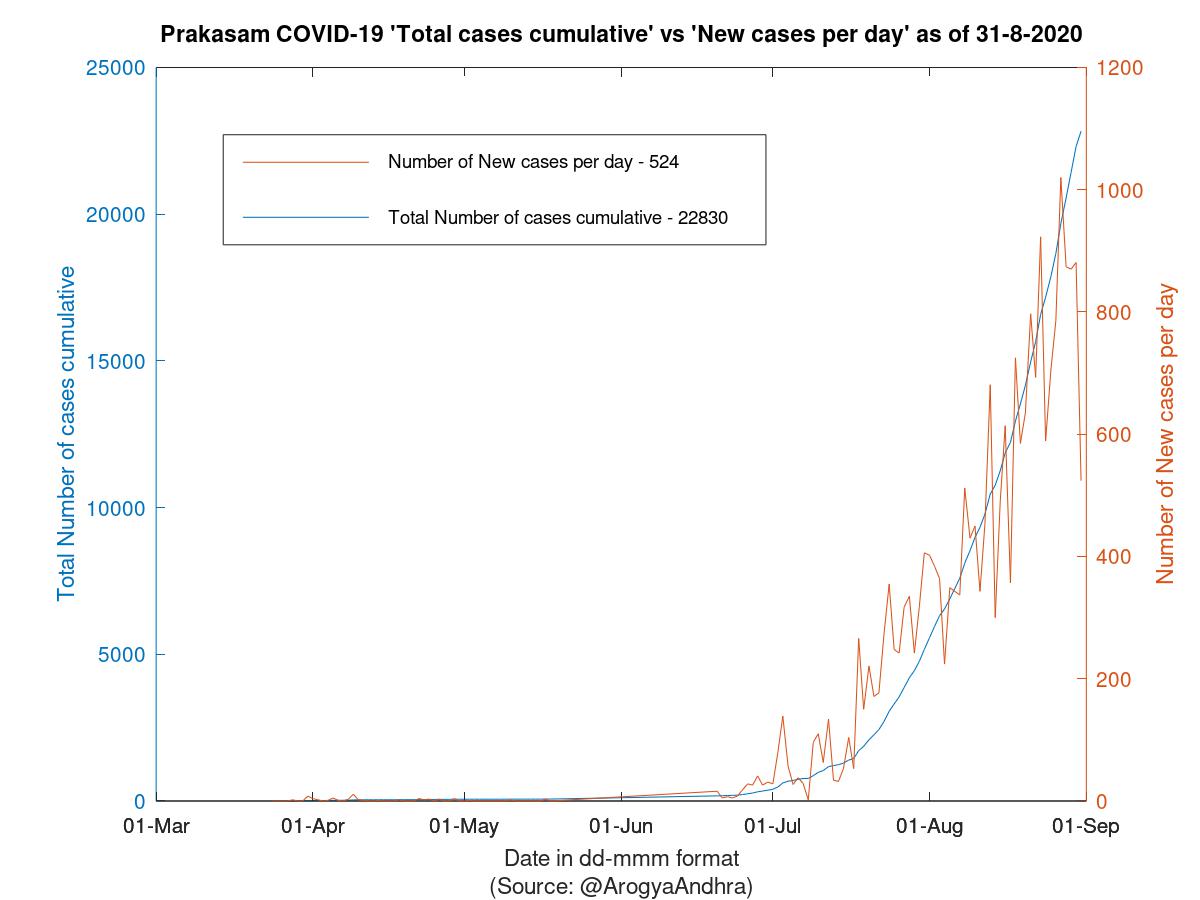 Prakasam COVID-19 'Total cases cumulative' vs 'New cases per day' as of 31-8-2020
25000
20000
15000
10000
5000
0
Total Number of cases cumulative
Number of New cases per day - 524
Total Number of cases cumulative - 22830
1200
1000
800
600
400
200
0
Number of New cases per day
01-Mar 01-Apr 01-May 01-Jun 01-Jul 01-Aug 01-Sep
Date in dd-mmm format
(Source: @ArogyaAndhra)